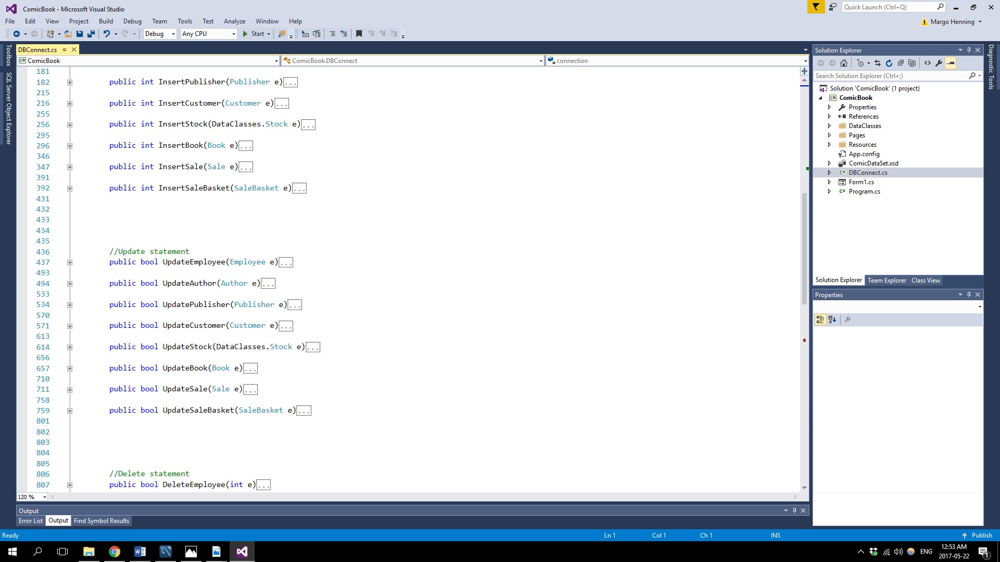 ComicBook - Microsoft Visual Studio
Quick Launch (Ctrl+Q)
File Edit View Project Build Debug Team Tools Test Analyze Window Help
Margo Henning
Debug Any CPU Start
Toolbox
SQL Server Object Explorer
DBConnect.cs
ComicBook ComicBook.DBConnect connection
181
182 public int InsertPublisher(Publisher e)...
215
216 public int InsertCustomer(Customer e)...
255
256 public int InsertStock(DataClasses.Stock e)...
295
296 public int InsertBook(Book e)...
346
347 public int InsertSale(Sale e)...
391
392 public int InsertSaleBasket(SaleBasket e)...
431
432
433
434
435
436 //Update statement
437 public bool UpdateEmployee(Employee e)...
493
494 public bool UpdateAuthor(Author e)...
533
534 public bool UpdatePublisher(Publisher e)...
570
571 public bool UpdateCustomer(Customer e)...
613
614 public bool UpdateStock(DataClasses.Stock e)...
656
657 public bool UpdateBook(Book e)...
710
711 public bool UpdateSale(Sale e)...
758
759 public bool UpdateSaleBasket(SaleBasket e)...
801
802
803
804
805
806 //Delete statement
807 public bool DeleteEmployee(int e)...
120 %
Solution Explorer
Search Solution Explorer (Ctrl+;)
Solution 'ComicBook' (1 project)
C# ComicBook
Properties
References
DataClasses
Pages
Resources
App.config
ComicDataSet.xsd
C# DBConnect.cs
Form1.cs
C# Program.cs
Solution Explorer Team Explorer Class View
Properties
Diagnostic Tools
Output
Error List Output Find Symbol Results
Ready Ln 1 Col 1 Ch 1 INS Publish
ENG 12:53 AM
2017-05-22
1